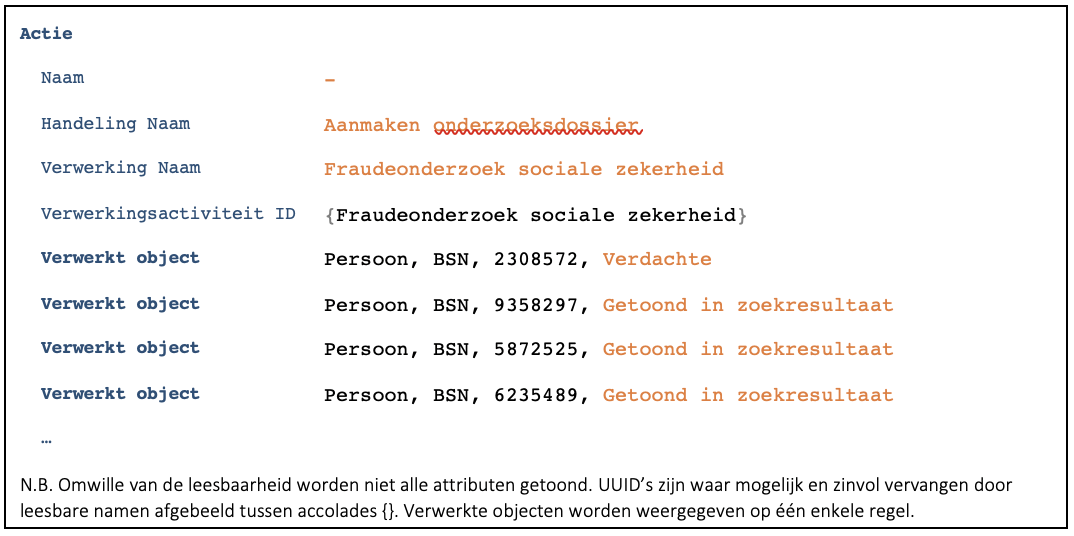 Actie
Naam –
Handeling Naam Aanmaken onderzoeksdossier
Verwerking Naam Fraudeonderzoek sociale zekerheid
Verwerkingsactiviteit ID {Fraudeonderzoek sociale zekerheid}
Verwerkt object Persoon, BSN, 2308572, Verdachte
Verwerkt object Persoon, BSN, 9358297, Getoond in zoekresultaat
Verwerkt object Persoon, BSN, 5872525, Getoond in zoekresultaat
Verwerkt object Persoon, BSN, 6235489, Getoond in zoekresultaat
…
N.B. Omwille van de leesbaarheid worden niet alle attributen getoond. UUID’s zijn waar mogelijk en zinvol vervangen door
leesbare namen afgebeeld tussen accolades {}. Verwerkte objecten worden weergegeven op één enkele regel.